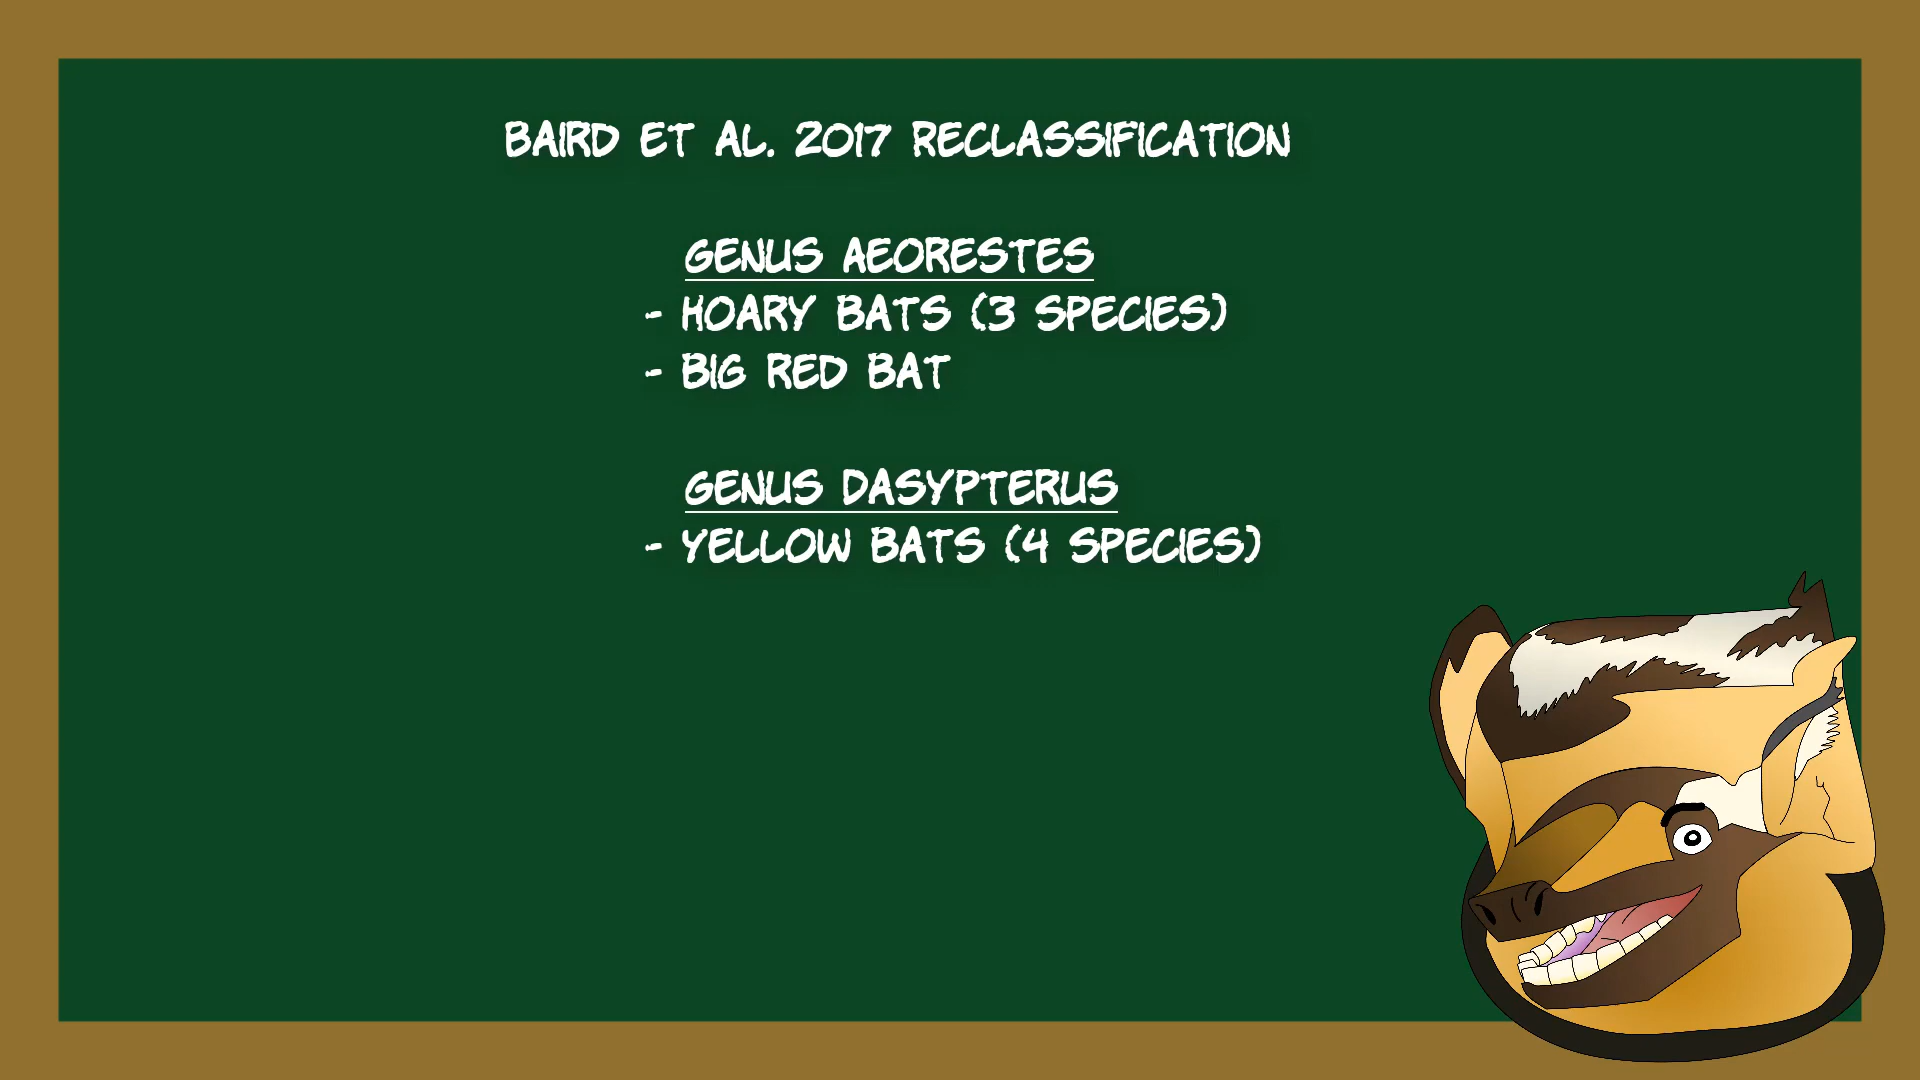 BAIRD ET AL. 2017 RECLASSIFICATION
GENUS AEORESTES
- HOARY BATS (3 SPECIES)
- BIG RED BAT
GENUS DASYPTERUS
- YELLOW BATS (4 SPECIES)